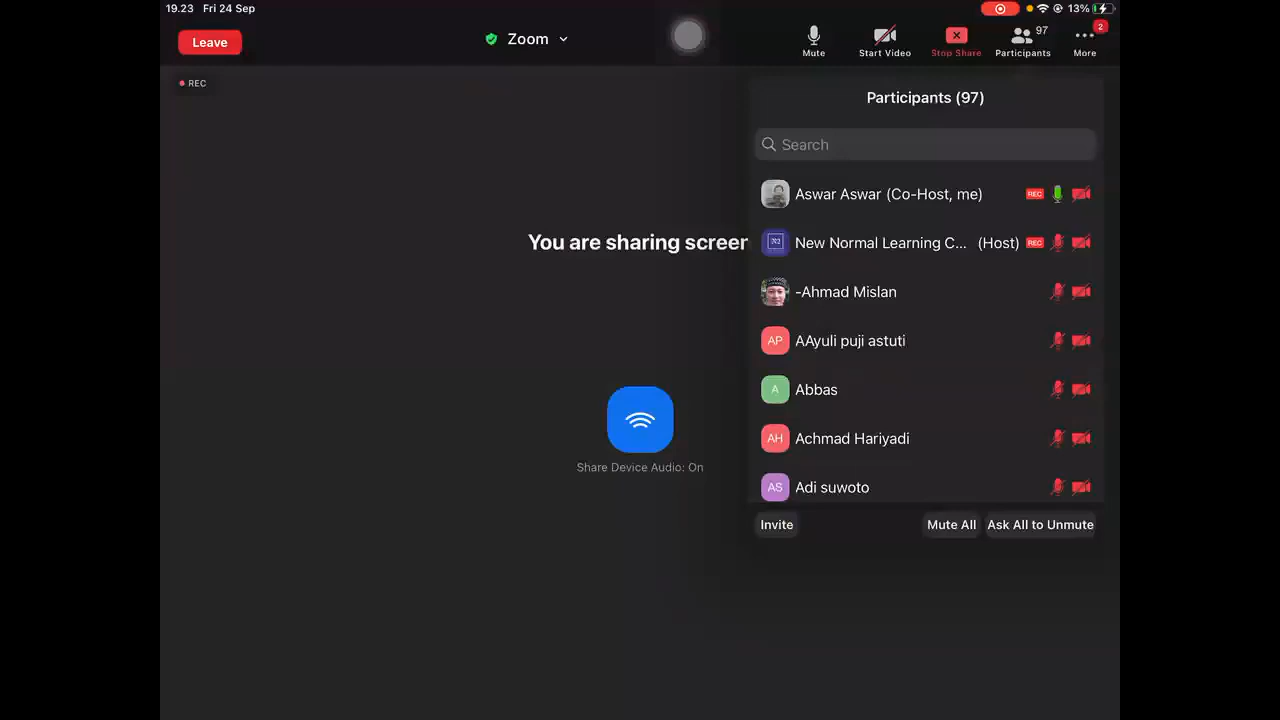 19.23 Fri 24 Sep
13%
Leave
Zoom
Mute
Start Video
Stop Share
97
Participants
2
More
REC
Participants (97)
Search
Aswar Aswar (Co-Host, me)
REC
New Normal Learning C... (Host)
REC
-Ahmad Mislan
You are sharing screen
AP
AAyuli puji astuti
A
Abbas
AH
Achmad Hariyadi
AS
Adi suwoto
Share Device Audio: On
Invite
Mute All
Ask All to Unmute